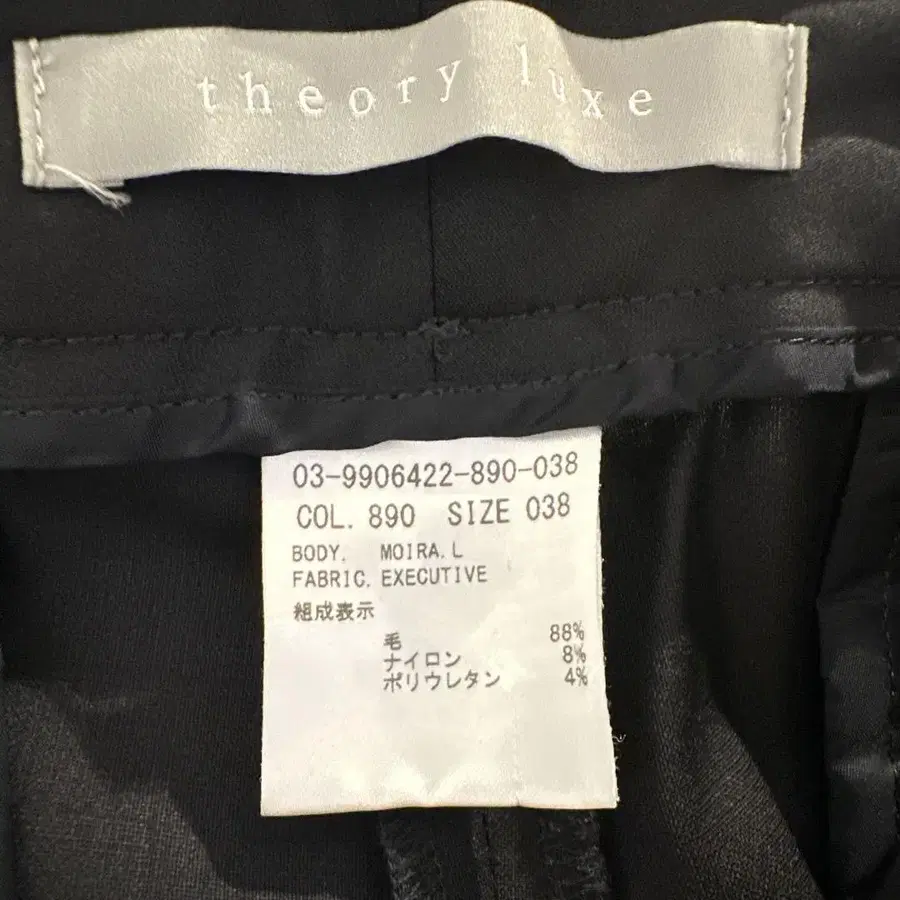 theory luxe
03-9906422-890-038
COL. 890 SIZE 038
BODY. MOIRA.L
FABRIC. EXECUTIVE
組成表示
毛 88%
ナイロン 8%
ポリウレタン 4%